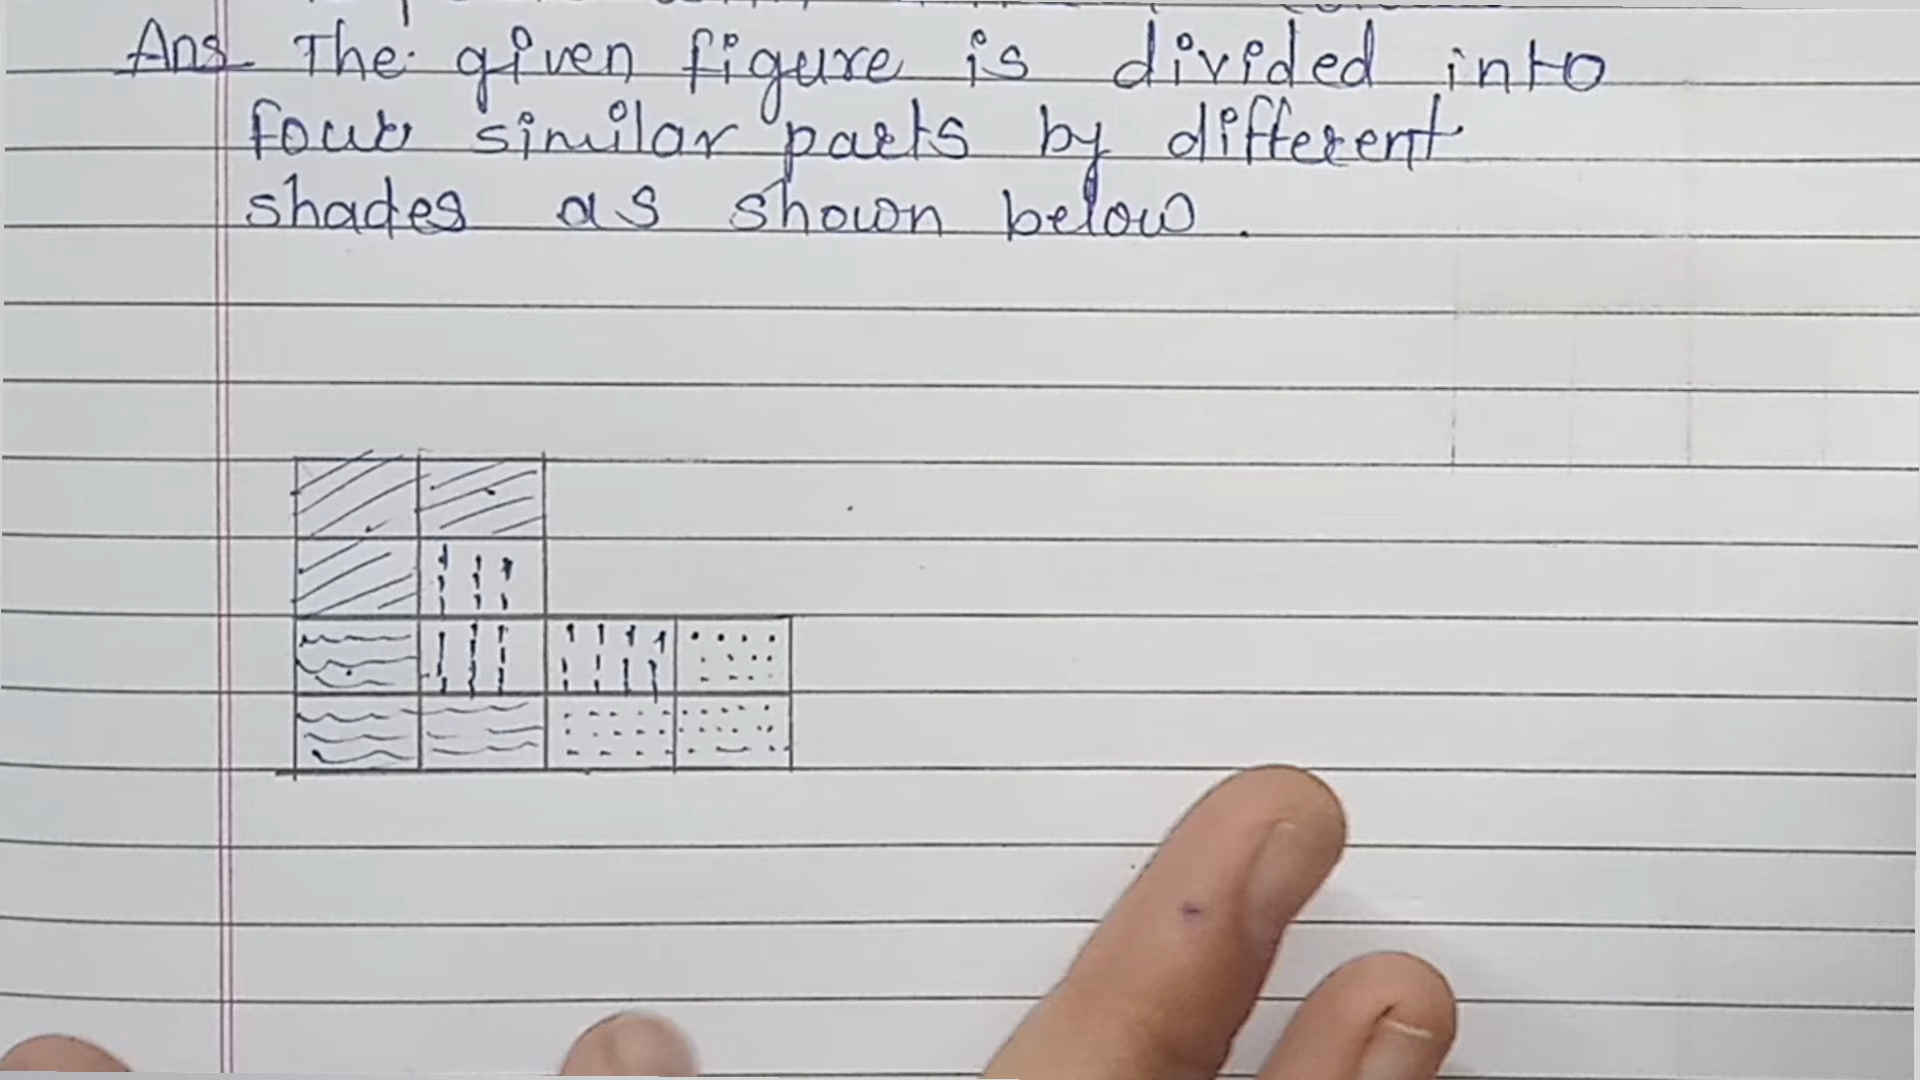 Ans The given figure is divided into
four similar parts by different
shades as shown below.